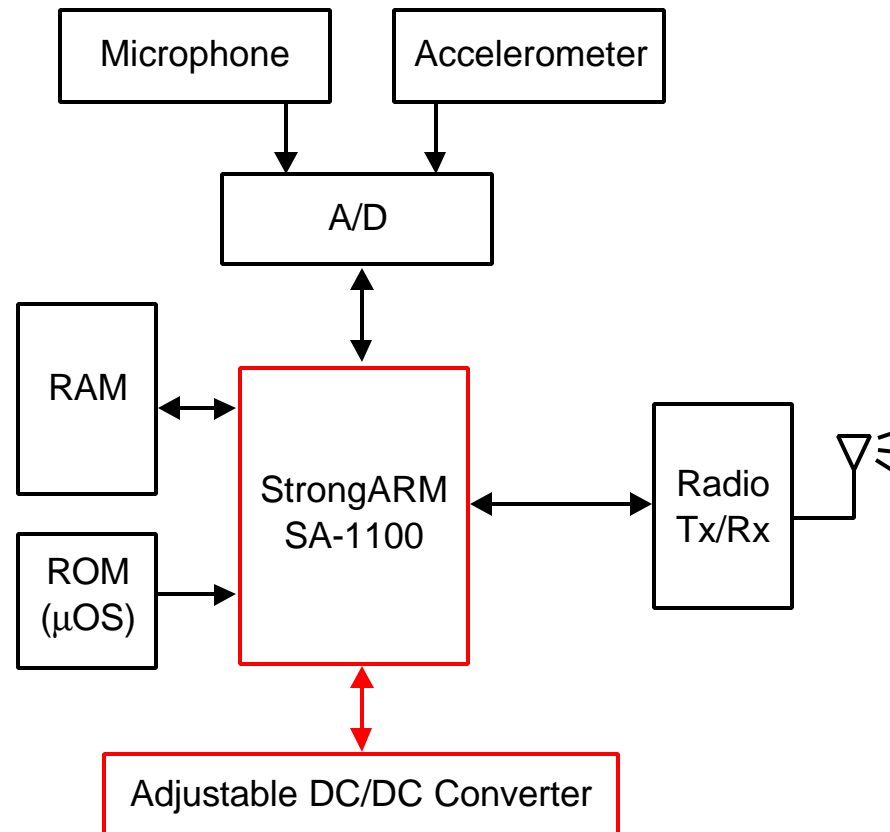 Microphone
Accelerometer
A/D
RAM
StrongARM
SA-1100
Radio
Tx/Rx
ROM
(μOS)
Adjustable DC/DC Converter